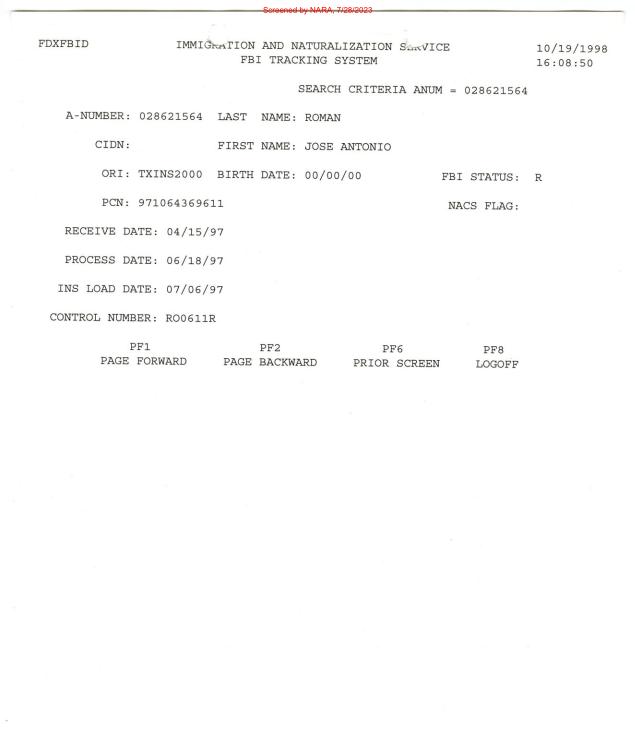 Screened by NARA, 7/28/2023
FDXFBID IMMIGRATION AND NATURALIZATION SERVICE 10/19/1998
FBI TRACKING SYSTEM 16:08:50
SEARCH CRITERIA ANUM = 028621564
A-NUMBER: 028621564 LAST NAME: ROMAN
CIDN: FIRST NAME: JOSE ANTONIO
ORI: TXINS2000 BIRTH DATE: 00/00/00 FBI STATUS: R
PCN: 971064369611 NACS FLAG:
RECEIVE DATE: 04/15/97
PROCESS DATE: 06/18/97
INS LOAD DATE: 07/06/97
CONTROL NUMBER: RO0611R
PF1 PF2 PF6 PF8
PAGE FORWARD PAGE BACKWARD PRIOR SCREEN LOGOFF